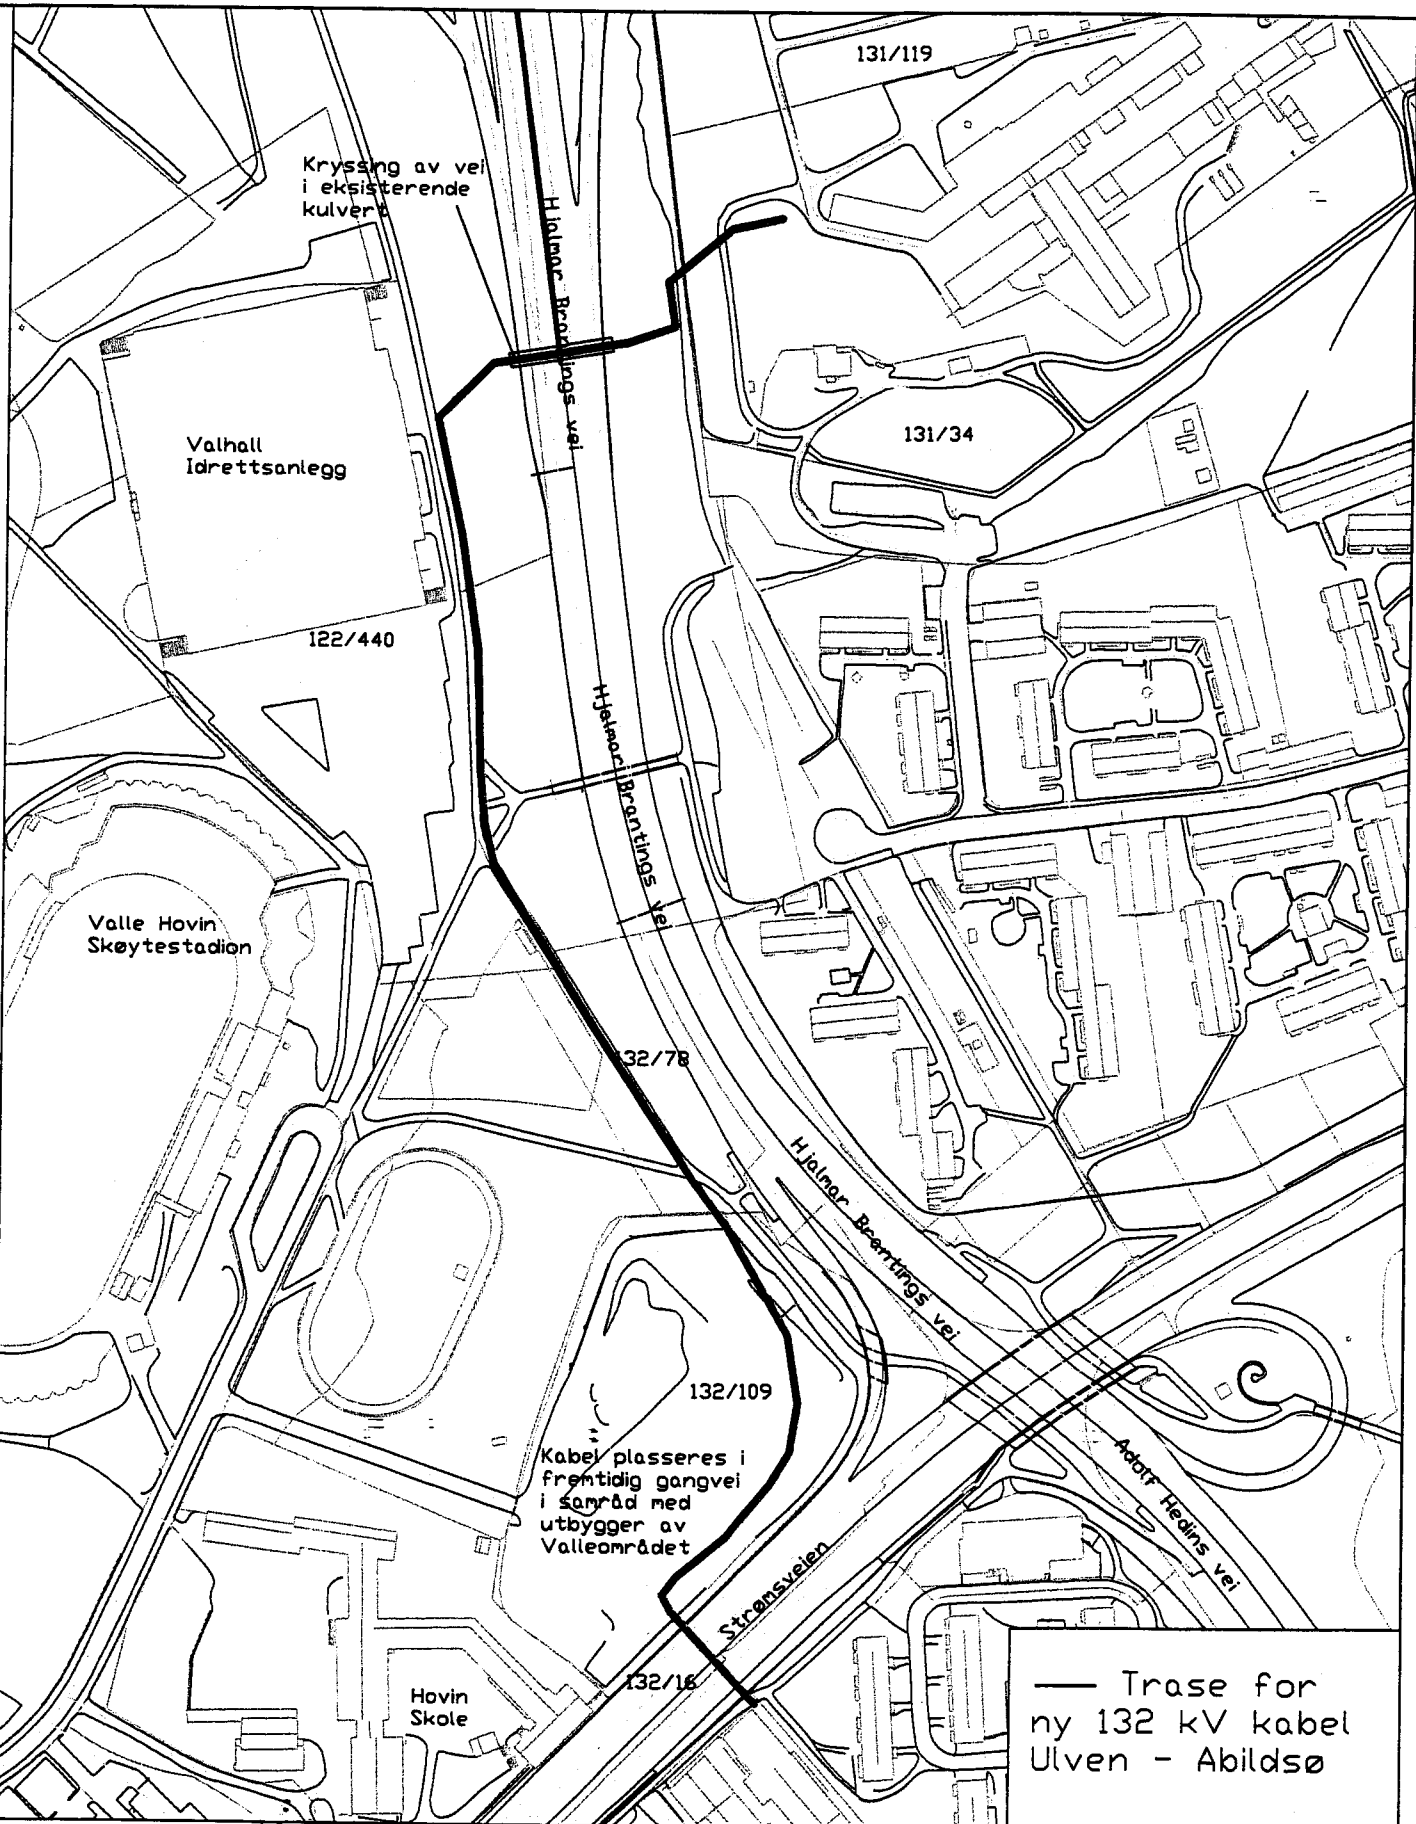 131/119
Kryssing av vei
i eksisterende
kulvert
Hjalmar Brantings vei
Valhall
Idrettsanlegg
131/34
122/440
Hjalmar Brantings vei
Valle Hovin
Skøytestadion
132/78
Hjalmar Brantings vei
132/109
Kabel plasseres i
fremtidig gangvei
i samråd med
utbygger av
Valleområdet
Adolf Hedins vei
Strømsveien
132/16
Hovin
Skole
Trase for
ny 132 kV kabel
Ulven - Abildsø